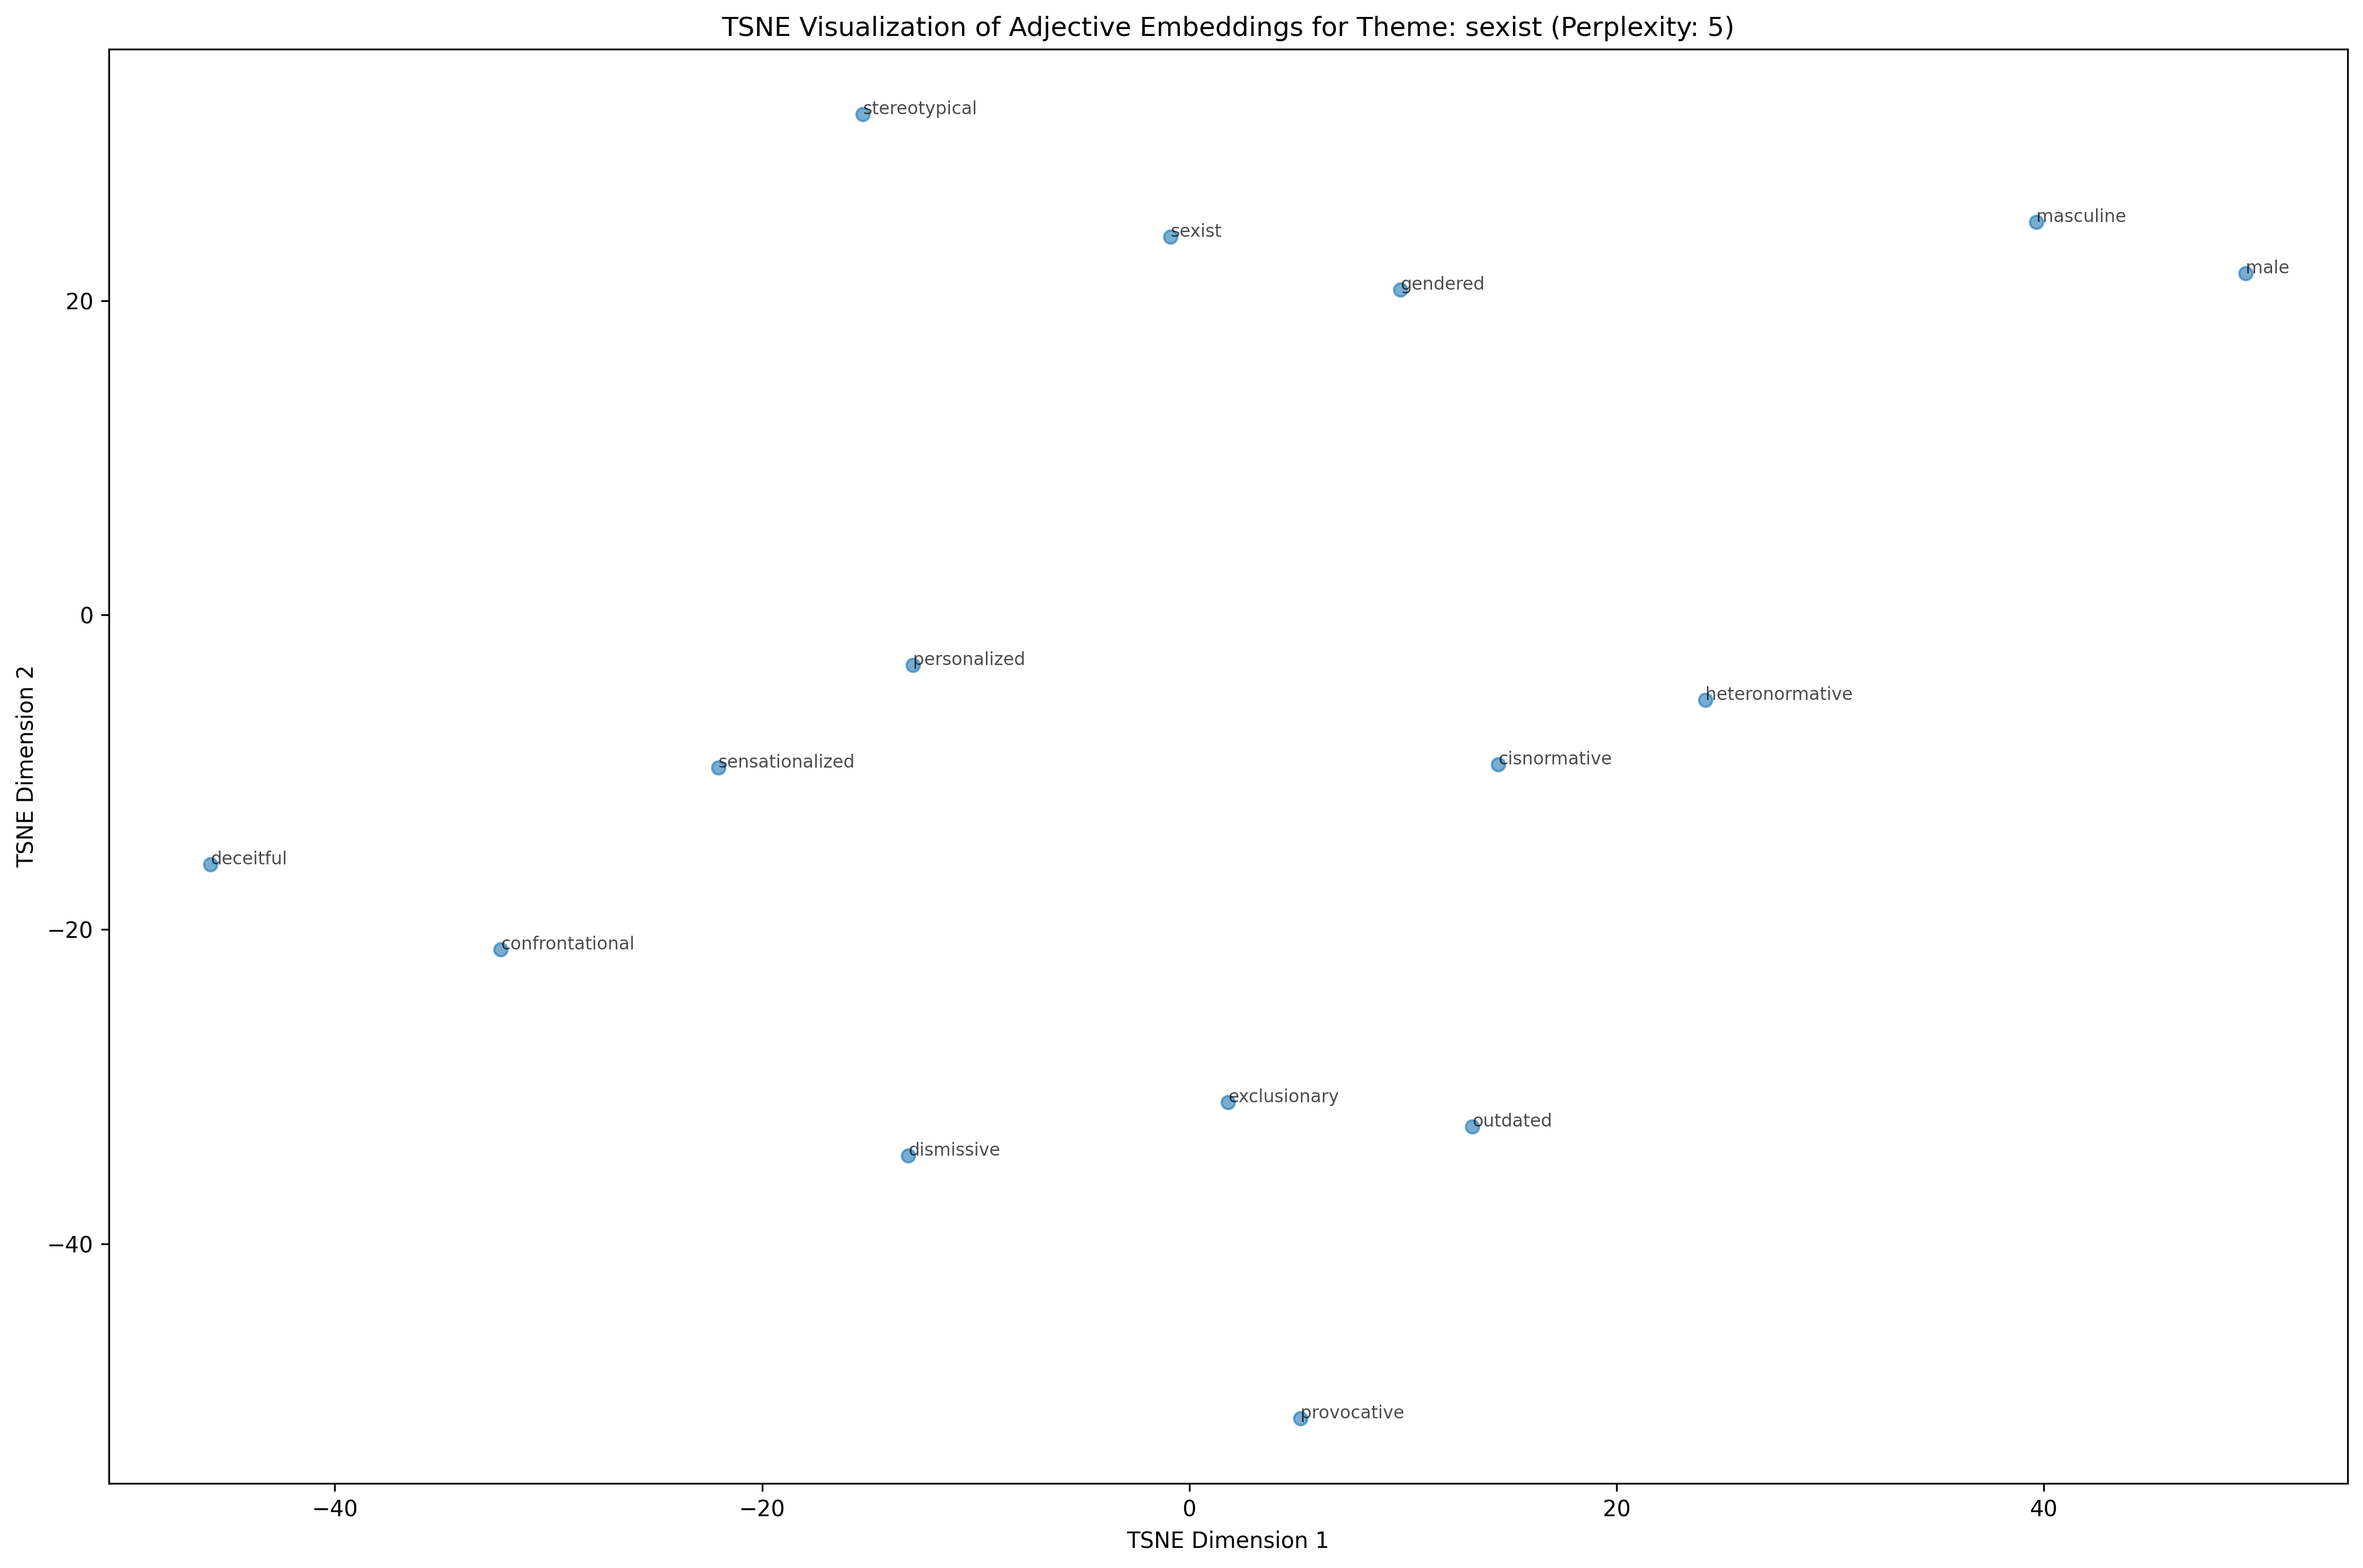 TSNE Visualization of Adjective Embeddings for Theme: sexist (Perplexity: 5)
stereotypical
masculine
sexist
male
gendered
20
0
personalized
heteronormative
sensationalized
cisnormative
TSNE Dimension 2
deceitful
−20
confrontational
exclusionary
outdated
dismissive
−40
provocative
−40
−20
0
20
40
TSNE Dimension 1